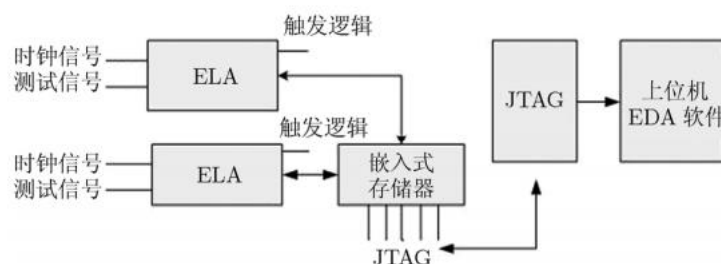 触发逻辑
时钟信号
测试信号
ELA
触发逻辑
时钟信号
测试信号
ELA
嵌入式
存储器
JTAG
JTAG
上位机
EDA 软件